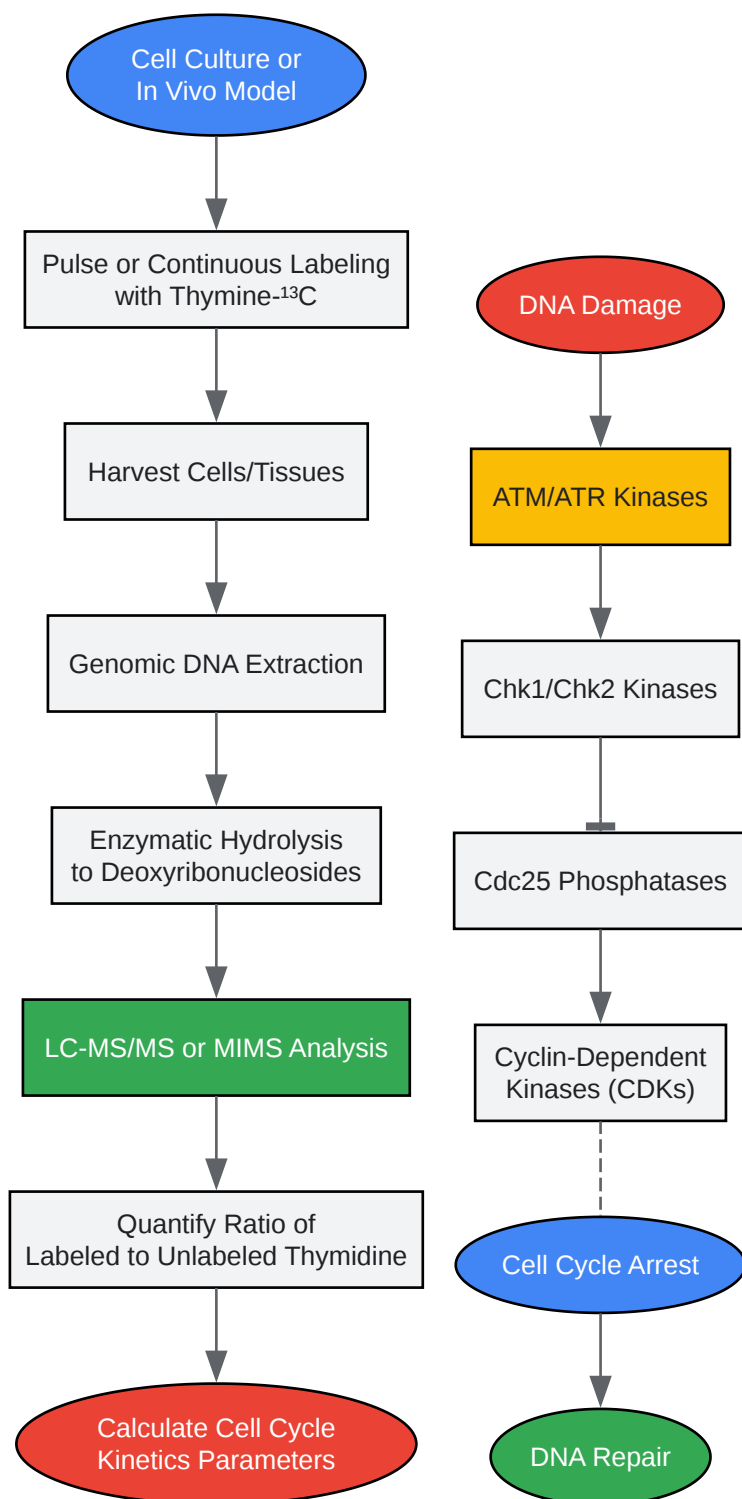 Cell Culture or
In Vivo Model
Pulse or Continuous Labeling
with Thymine-¹³C
Harvest Cells/Tissues
Genomic DNA Extraction
Enzymatic Hydrolysis
to Deoxyribonucleosides
LC-MS/MS or MIMS Analysis
Quantify Ratio of
Labeled to Unlabeled Thymidine
Calculate Cell Cycle
Kinetics Parameters
DNA Damage
ATM/ATR Kinases
Chk1/Chk2 Kinases
Cdc25 Phosphatases
Cyclin-Dependent
Kinases (CDKs)
Cell Cycle Arrest
DNA Repair